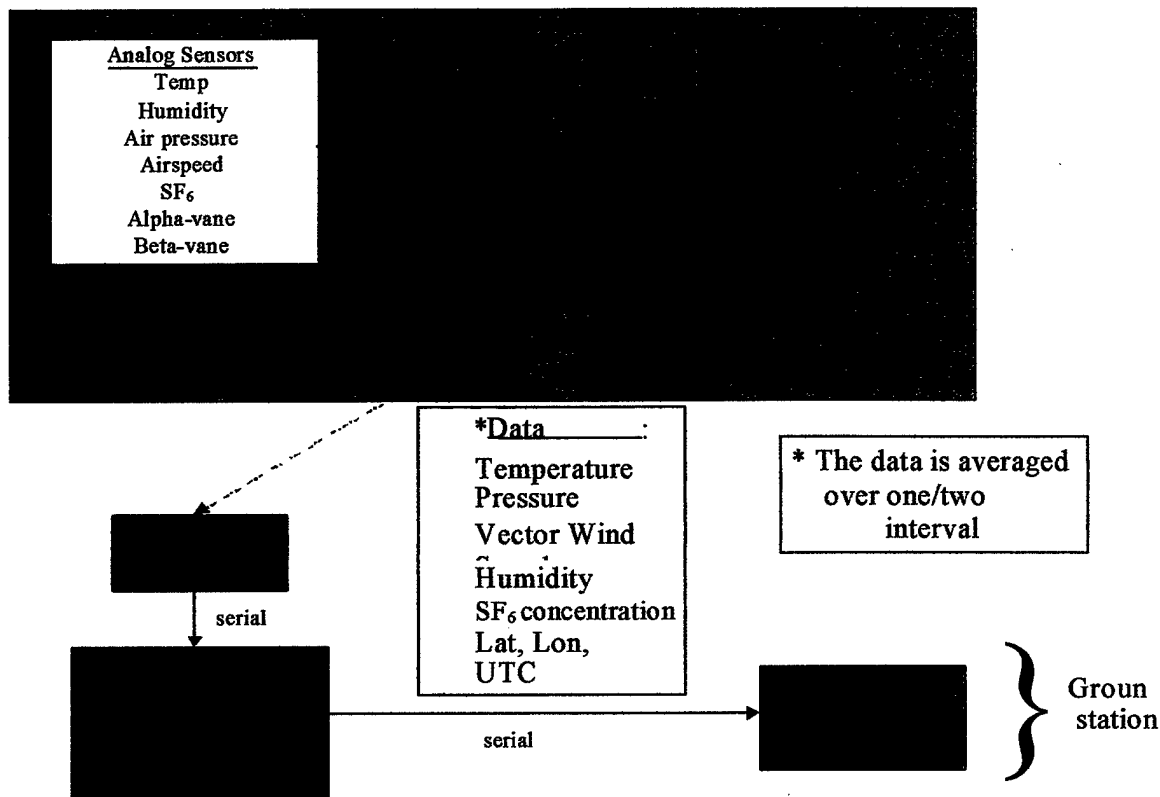 Analog Sensors
Temp
Humidity
Air pressure
Airspeed
SF₆
Alpha-vane
Beta-vane
*Data :
Temperature
Pressure
Vector Wind
Humidity
SF₆ concentration
Lat, Lon,
UTC
* The data is averaged
over one/two
interval
serial
serial
Groun
station